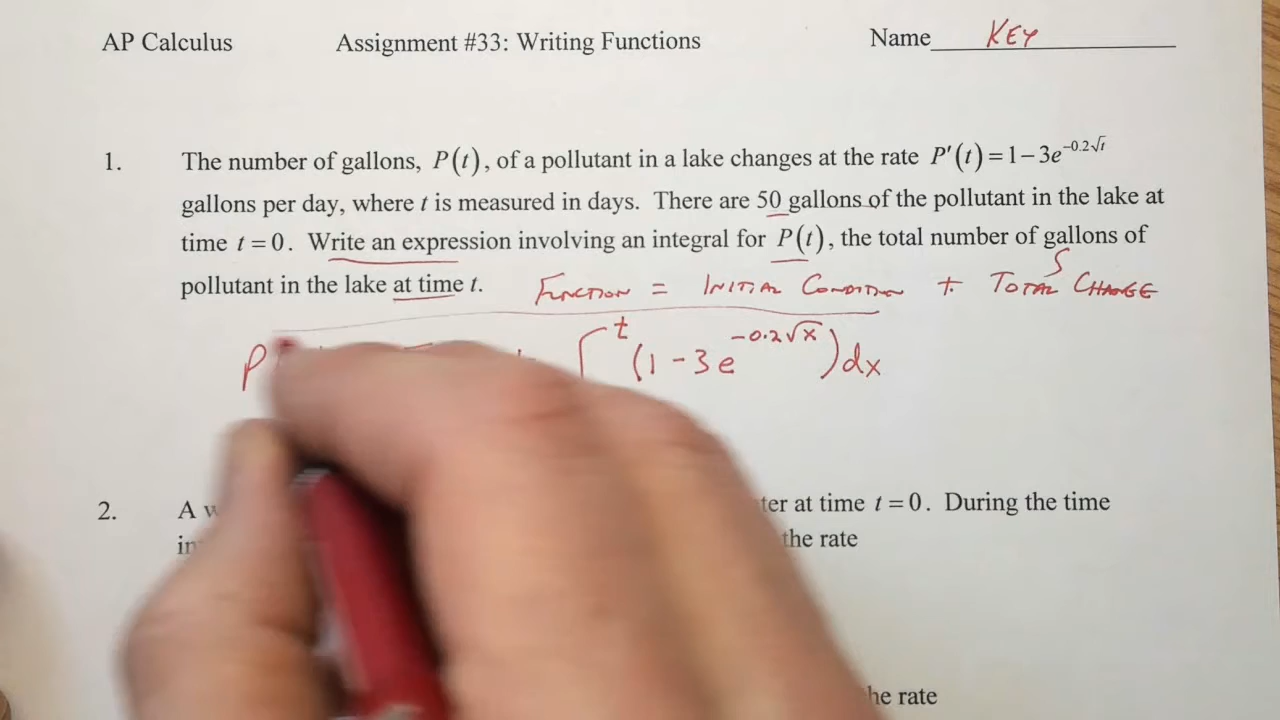 AP Calculus Assignment #33: Writing Functions Name KEY
1. The number of gallons, P(t), of a pollutant in a lake changes at the rate P′(t)=1−3e^{−0.2√t}
gallons per day, where t is measured in days. There are 50 gallons of the pollutant in the lake at
time t=0. Write an expression involving an integral for P(t), the total number of gallons of
pollutant in the lake at time t. FUNCTION = INITIAL CONDITION + TOTAL CHANGE
∫
P ∫^t (1−3e^{−0.2√x})dx
2. A at time t=0. During the time
the rate
rate